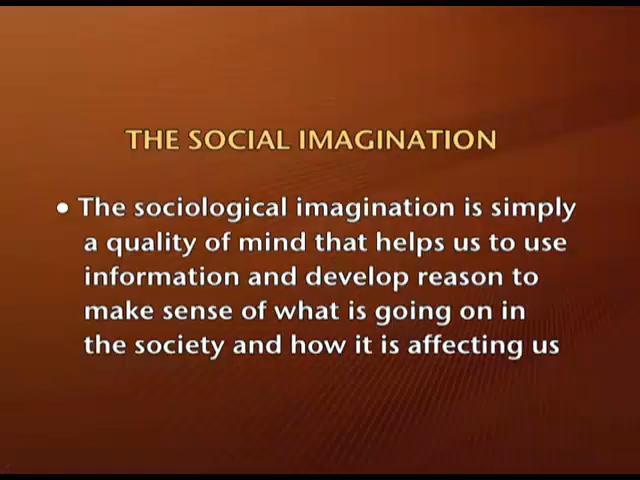 THE SOCIAL IMAGINATION
• The sociological imagination is simply
a quality of mind that helps us to use
information and develop reason to
make sense of what is going on in
the society and how it is affecting us